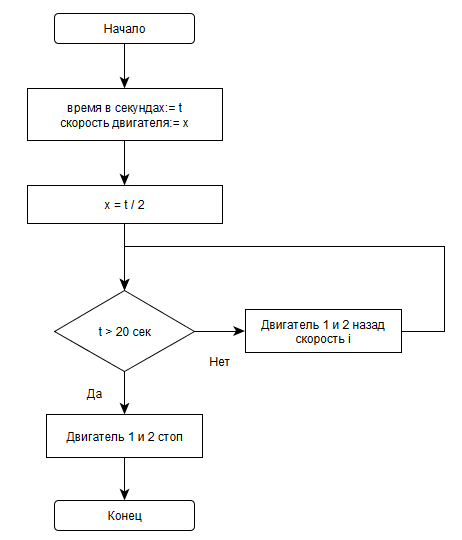 Начало
время в секундах:= t
скорость двигателя:= x
x = t / 2
t > 20 сек
Двигатель 1 и 2 назад
скорость i
Нет
Да
Двигатель 1 и 2 стоп
Конец